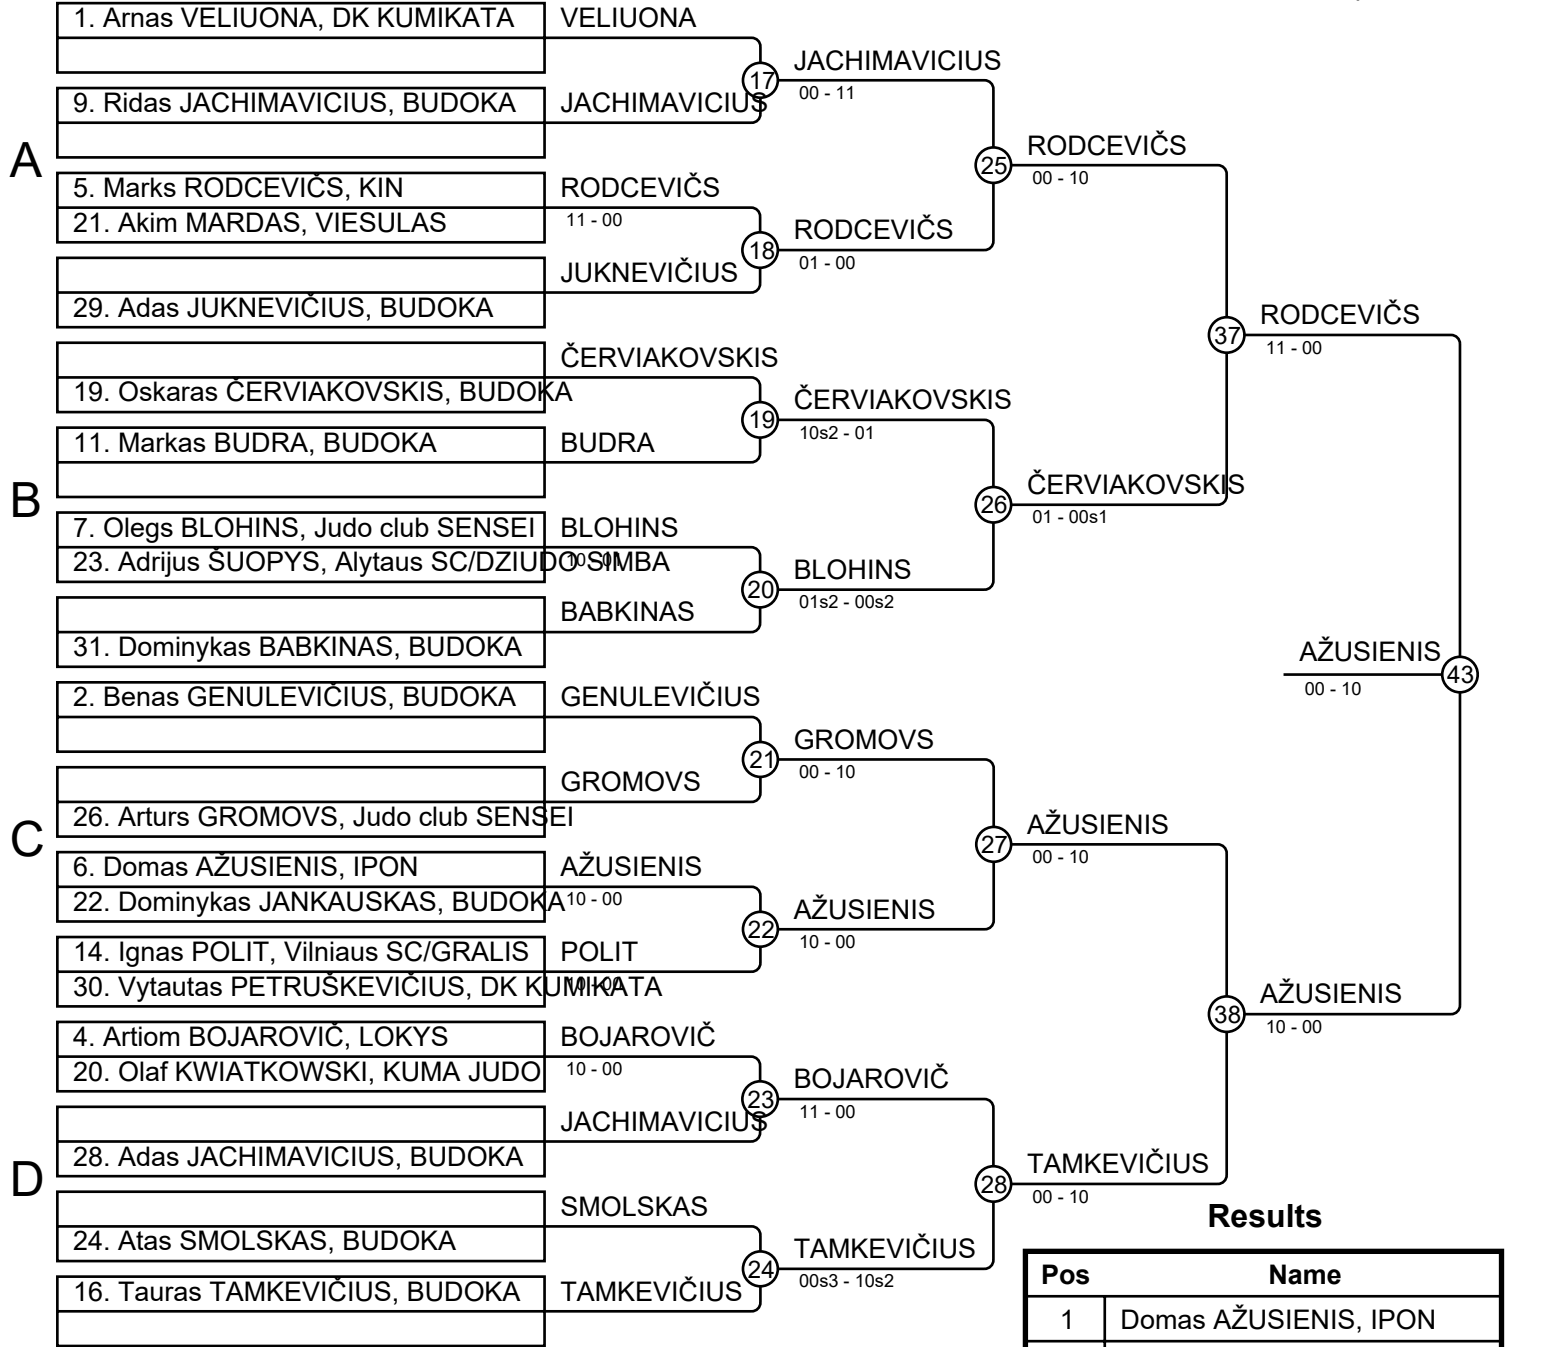 1. Arnas VELIUONA, DK KUMIKATA
VELIUONA
JACHIMAVICIUS
17
00 - 11
9. Ridas JACHIMAVICIUS, BUDOKA
JACHIMAVICIUS
A
RODCEVIČS
25
00 - 10
5. Marks RODCEVIČS, KIN
RODCEVIČS
21. Akim MARDAS, VIESULAS
11 - 00
RODCEVIČS
18
01 - 00
JUKNEVIČIUS
29. Adas JUKNEVIČIUS, BUDOKA
RODCEVIČS
37
11 - 00
ČERVIAKOVSKIS
19. Oskaras ČERVIAKOVSKIS, BUDOKA
ČERVIAKOVSKIS
19
10s2 - 01
11. Markas BUDRA, BUDOKA
BUDRA
B
ČERVIAKOVSKIS
26
01 - 00s1
7. Olegs BLOHINS, Judo club SENSEI
BLOHINS
23. Adrijus ŠUOPYS, Alytaus SC/DZIUDO SIMBA
BLOHINS
20
01s2 - 00s2
BABKINAS
31. Dominykas BABKINAS, BUDOKA
AŽUSIENIS
43
00 - 10
2. Benas GENULEVIČIUS, BUDOKA
GENULEVIČIUS
GROMOVS
21
00 - 10
GROMOVS
26. Arturs GROMOVS, Judo club SENSEI
C
AŽUSIENIS
27
00 - 10
6. Domas AŽUSIENIS, IPON
AŽUSIENIS
22. Dominykas JANKAUSKAS, BUDOKA
10 - 00
AŽUSIENIS
22
10 - 00
14. Ignas POLIT, Vilniaus SC/GRALIS
POLIT
30. Vytautas PETRUŠKEVIČIUS, DK KUMIKATA
10 - 00
AŽUSIENIS
38
10 - 00
4. Artiom BOJAROVIČ, LOKYS
BOJAROVIČ
20. Olaf KWIATKOWSKI, KUMA JUDO
10 - 00
BOJAROVIČ
23
11 - 00
JACHIMAVICIUS
28. Adas JACHIMAVICIUS, BUDOKA
D
TAMKEVIČIUS
28
00 - 10
SMOLSKAS
24. Atas SMOLSKAS, BUDOKA
TAMKEVIČIUS
24
00s3 - 10s2
16. Tauras TAMKEVIČIUS, BUDOKA
TAMKEVIČIUS
Results
Pos Name
1 Domas AŽUSIENIS, IPON